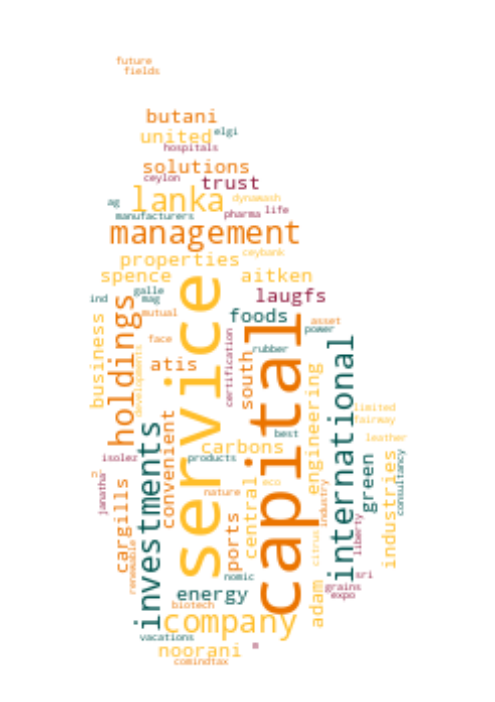 future
fields
butani
united
elgi
hospitals
solutions
ceylon
trust
lanka
dynawash
ag
manufacturers
pharma
life
management
ceybank
properties
spence
aitken
galle
ind
mag
laugfs
mutual
foods
asset
power
holdings
service
capital
business
face
developments
certification
rubber
atis
south
international
engineering
limited
fairway
convenient
investments
best
leather
carbons
isolez
products
n
janatha
cargills
nature
eco
central
ports
industry
green
industries
consultancy
citrus
liberty
renewable
nomic
sri
energy
adam
grains
expo
biotech
company
vacations
noorani
comindtax
m